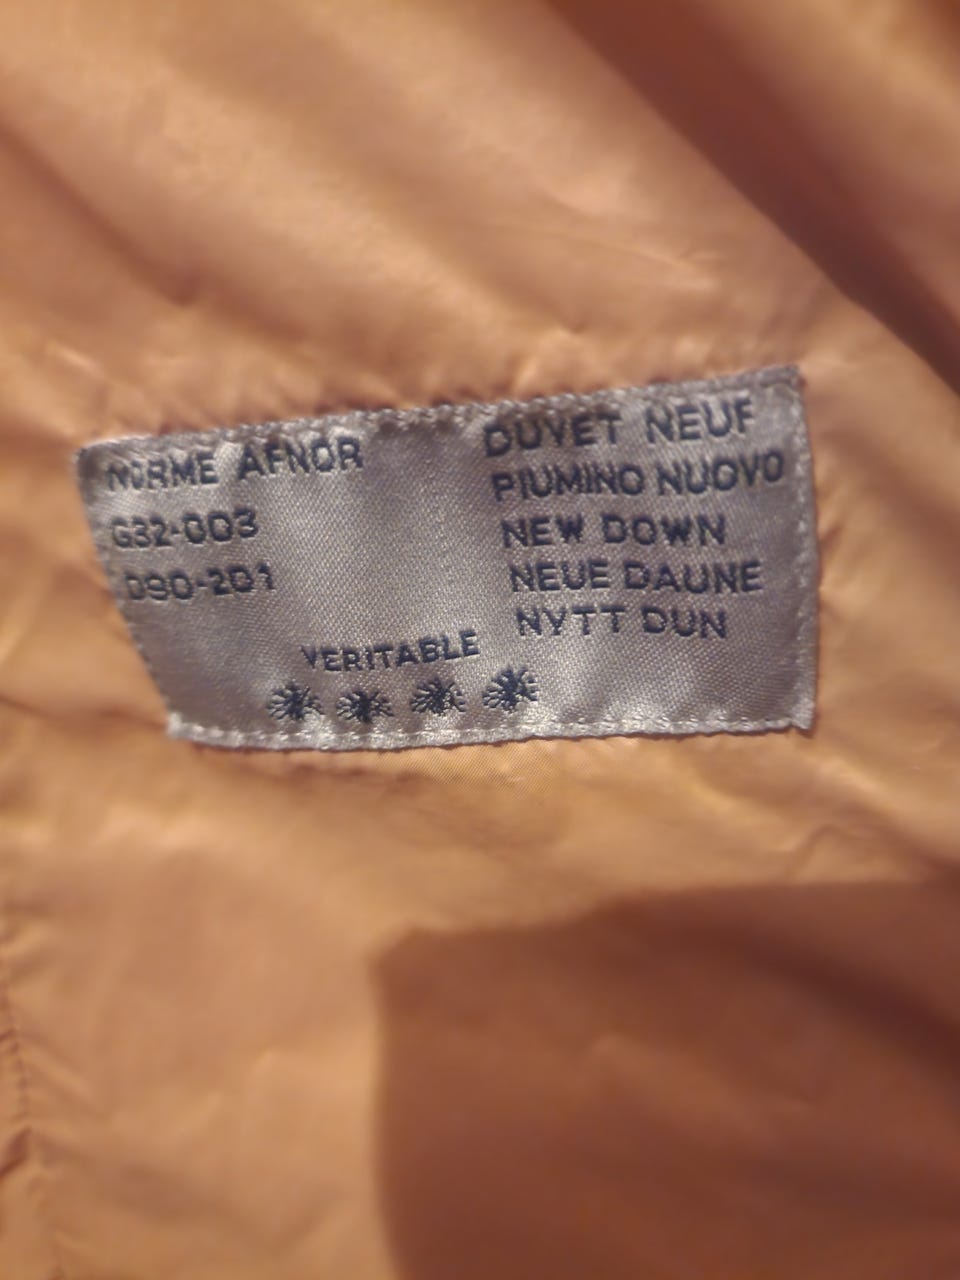 NORME AFNOR
G32-003
D90-201
DUVET NEUF
PIUMINO NUOVO
NEW DOWN
NEUE DAUNE
NYTT DUN
VERITABLE